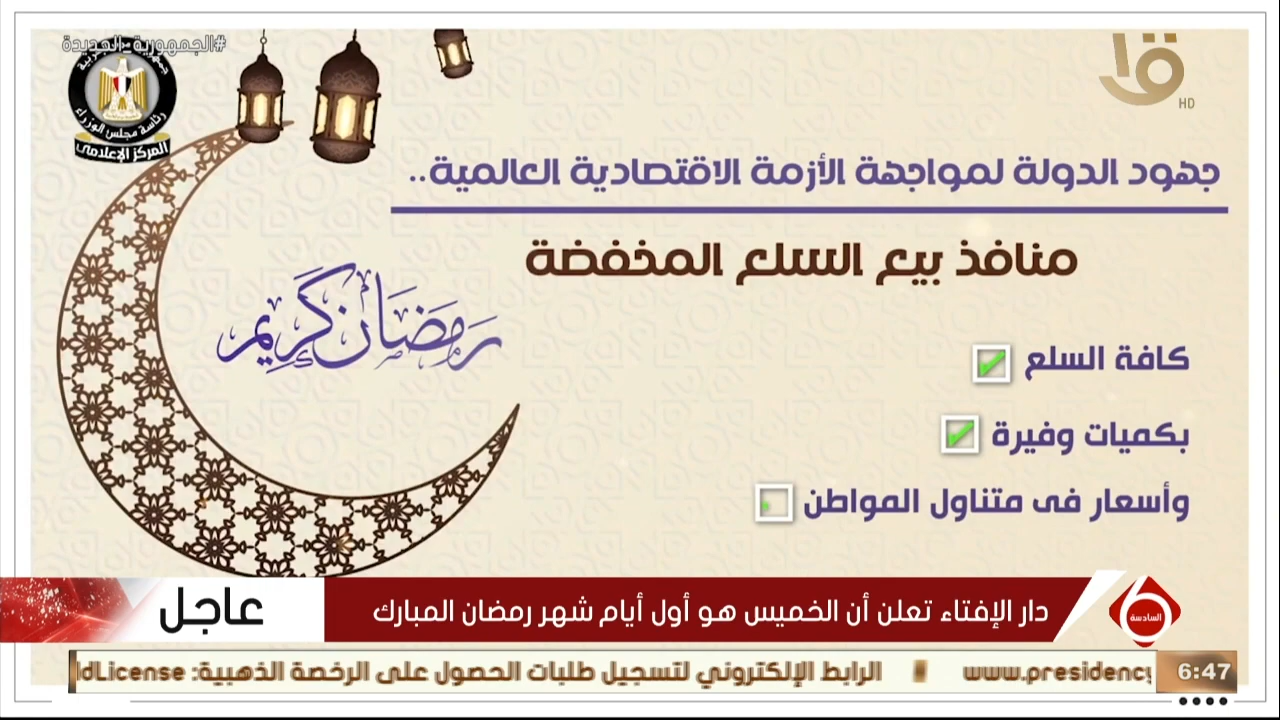 #الجمهورية_الجديدة
رئاسة مجلس الوزراء
المركز الإعلامى
HD
جهود الدولة لمواجهة الأزمة الاقتصادية العالمية..
منافذ بيع السلع المخفضة
رمضان كريم
كافة السلع
بكميات وفيرة
وأسعار فى متناول المواطن
عاجل
دار الإفتاء تعلن أن الخميس هو أول أيام شهر رمضان المبارك
السادسة
www.presidency
الرابط الإلكتروني لتسجيل طلبات الحصول على الرخصة الذهبية: ldLicense
6:47